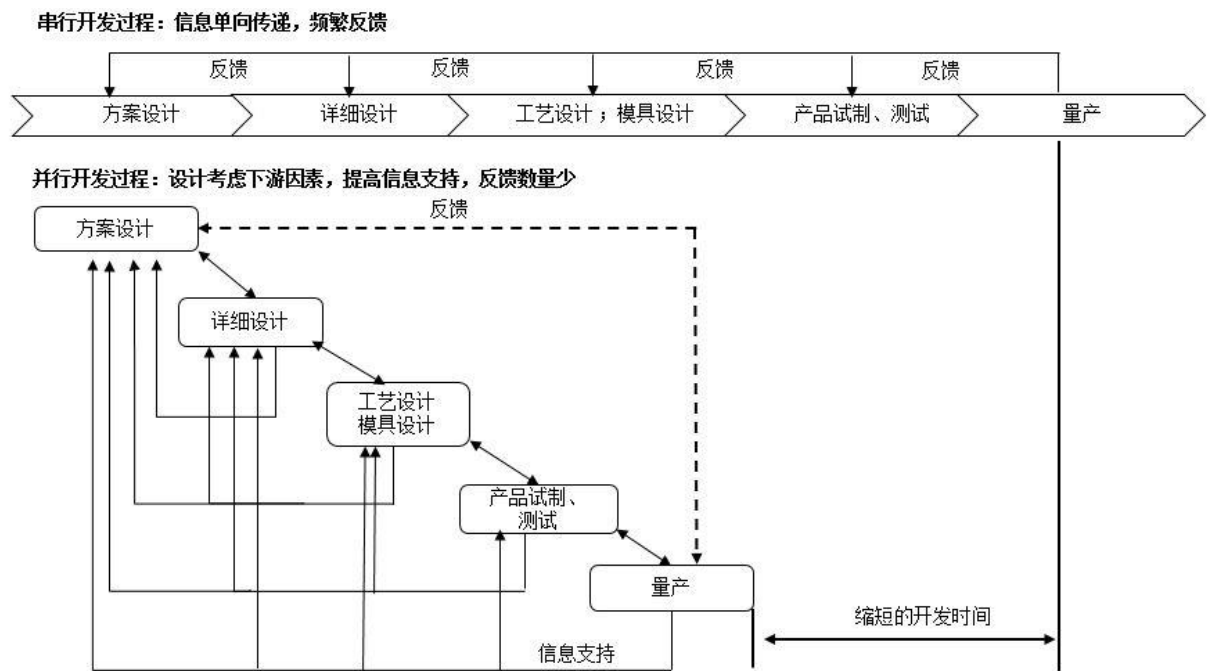 串行开发过程：信息单向传递，频繁反馈
反馈 反馈 反馈 反馈
方案设计 详细设计 工艺设计；模具设计 产品试制、测试 量产
并行开发过程：设计考虑下游因素，提高信息支持，反馈数量少
反馈
方案设计
详细设计
工艺设计
模具设计
产品试制、
测试
量产
缩短的开发时间
信息支持